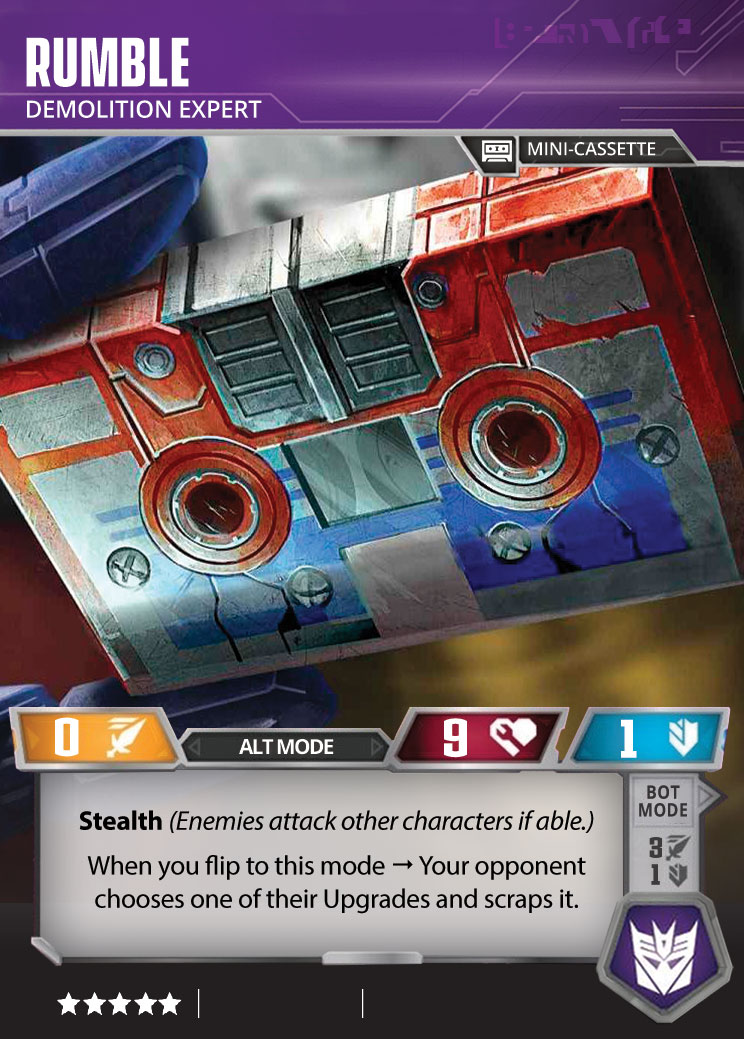 RUMBLE
DEMOLITION EXPERT
MINI-CASSETTE
0
ALT MODE
9
1
Stealth (Enemies attack other characters if able.)
When you flip to this mode → Your opponent
chooses one of their Upgrades and scraps it.
BOT
MODE
3
1